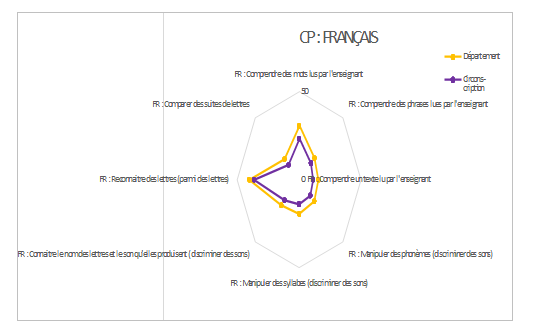 CP : FRANÇAIS
Département
Circons-
cription
FR : Comprendre des mots lus par l'enseignant
50
FR : Comparer des suites de lettres
FR : Comprendre des phrases lues par l'enseignant
FR : Reconnaitre des lettres (parmi des lettres)
0
FR : Comprendre un texte lu par l'enseignant
FR : Connaitre le nom des lettres et le son qu'elles produisent (discriminer des sons)
FR : Manipuler des phonèmes (discriminer des sons)
FR : Manipuler des syllabes (discriminer des sons)